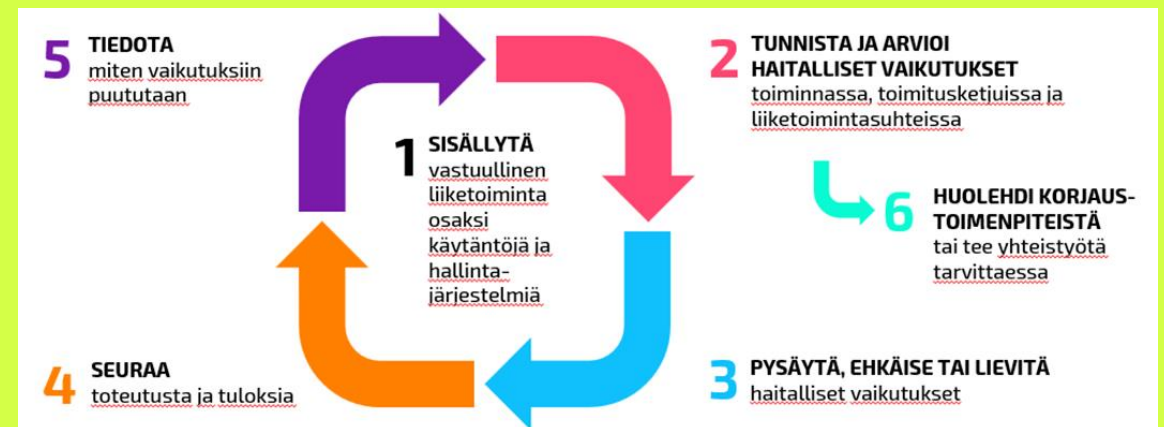 1 SISÄLLYTÄ
vastuullinen
liiketoiminta
osaksi
käytäntöjä ja
hallinta-
järjestelmiä
2 TUNNISTA JA ARVIOI
HAITALLISET VAIKUTUKSET
toiminnassa, toimitusketjuissa ja
liiketoimintasuhteissa
3 PYSÄYTÄ, EHKÄISE TAI LIEVITÄ
haitalliset vaikutukset
4 SEURAA
toteutusta ja tuloksia
5 TIEDOTA
miten vaikutuksiin
puututaan
6 HUOLEHDI KORJAUS-
TOIMENPITEISTÄ
tai tee yhteistyötä
tarvittaessa